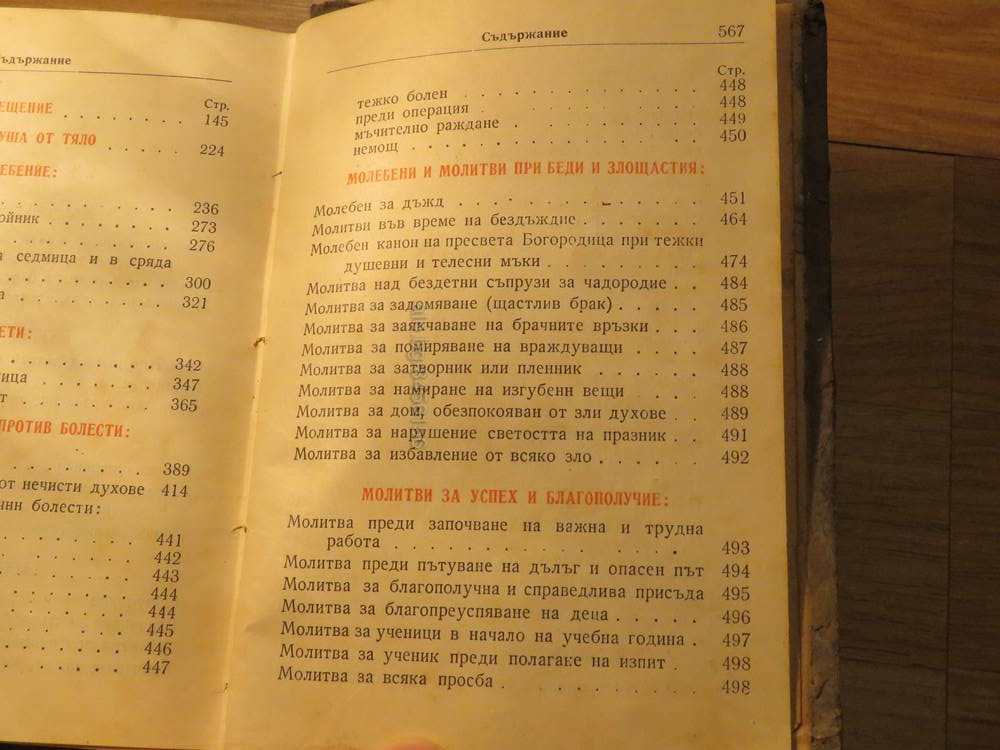 ъдържание
Стр.
ЕЩЕНИЕ 145
УША ОТ ТЯЛО 224
ЕБЕНИЕ:
236
ойник 273
276
а седмица и в сряда
300
а 321
ЕТИ:
342
ница 347
т 365
ПРОТИВ БОЛЕСТИ:
389
от нечисти духове 414
чнн болести:
441
442
443
444
444
445
446
447
Съдържание 567
Стр.
тежко болен 448
преди операция 448
мъчително раждане 449
немощ 450
МОЛЕБЕНИ И МОЛИТВИ ПРИ БЕДИ И ЗЛОЩАСТИЯ:
Молебен за дъжд 451
Молитви във време на бездъждие 464
Молебен канон на пресвета Богородица при тежки
душевни и телесни мъки 474
Молитва над бездетни съпрузи за чадородие 484
Молитва за задомяване (щастлив брак) 485
Молитва за заякчаване на брачните връзки 486
Молитва за помиряване на враждуващи 487
Молитва за затворник или пленник 488
Молитва за намиране на изгубенн вещи 488
Молитва за дом, обезпокояван от зли духове 489
Молитва за нарушение светостта на празник 491
Молитва за избавление от всяко зло 492
МОЛИТВИ ЗА УСПЕХ И БЛАГОПОЛУЧИЕ:
Молитва преди започване на важна и трудна
работа 493
Молитва преди пътуване на дълъг и опасен път 494
Молитва за благополучна и справедлива присъда 495
Молитва за благопреуспяване на деца 496
Молитва за ученици в начало на учебна година 497
Молитва за ученик преди полагане на изпит 498
Молитва за всяка просба 498